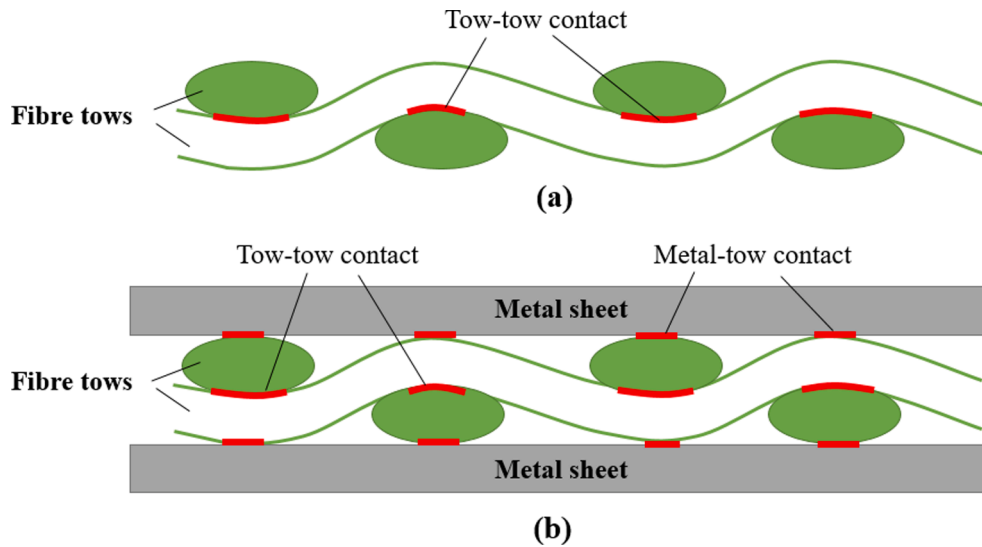 Tow-tow contact
Fibre tows
(a)
Tow-tow contact
Metal-tow contact
Metal sheet
Fibre tows
Metal sheet
(b)